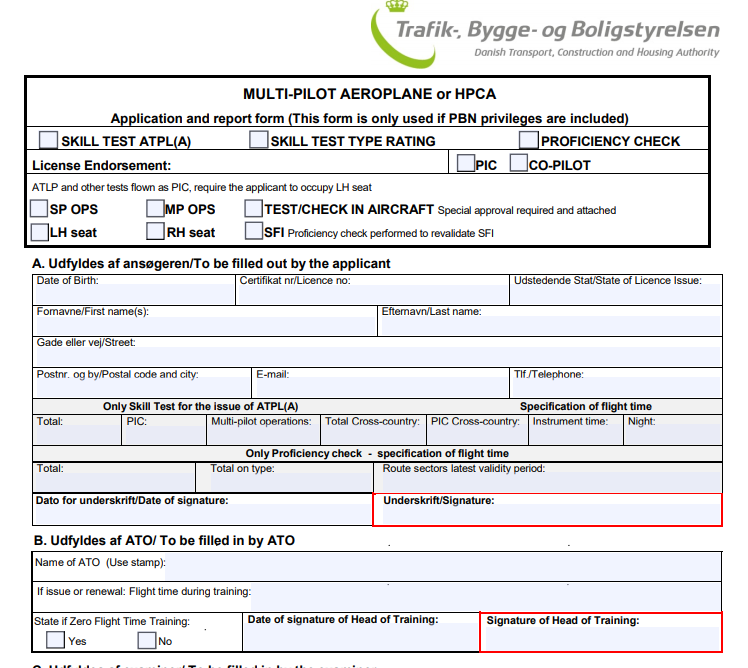 Trafik-, Bygge- og Boligstyrelsen
Danish Transport, Construction and Housing Authority
MULTI-PILOT AEROPLANE or HPCA
Application and report form (This form is only used if PBN privileges are included)
SKILL TEST ATPL(A) SKILL TEST TYPE RATING PROFICIENCY CHECK
License Endorsement: PIC CO-PILOT
ATLP and other tests flown as PIC, require the applicant to occupy LH seat
SP OPS MP OPS TEST/CHECK IN AIRCRAFT Special approval required and attached
LH seat RH seat SFI Proficiency check performed to revalidate SFI
A. Udfyldes af ansøgeren/To be filled out by the applicant
Date of Birth: Certifikat nr/Licence no: Udstedende Stat/State of Licence Issue:
Fornavne/First name(s): Efternavn/Last name:
Gade eller vej/Street:
Postnr. og by/Postal code and city: E-mail: Tlf./Telephone:
Only Skill Test for the issue of ATPL(A) Specification of flight time
Total: PIC: Multi-pilot operations: Total Cross-country: PIC Cross-country: Instrument time: Night:
Only Proficiency check - specification of flight time
Total: Total on type: Route sectors latest validity period:
Dato for underskrift/Date of signature: Underskrift/Signature:
B. Udfyldes af ATO/ To be filled in by ATO
Name of ATO (Use stamp):
If issue or renewal: Flight time during training:
State if Zero Flight Time Training: Date of signature of Head of Training: Signature of Head of Training:
Yes No